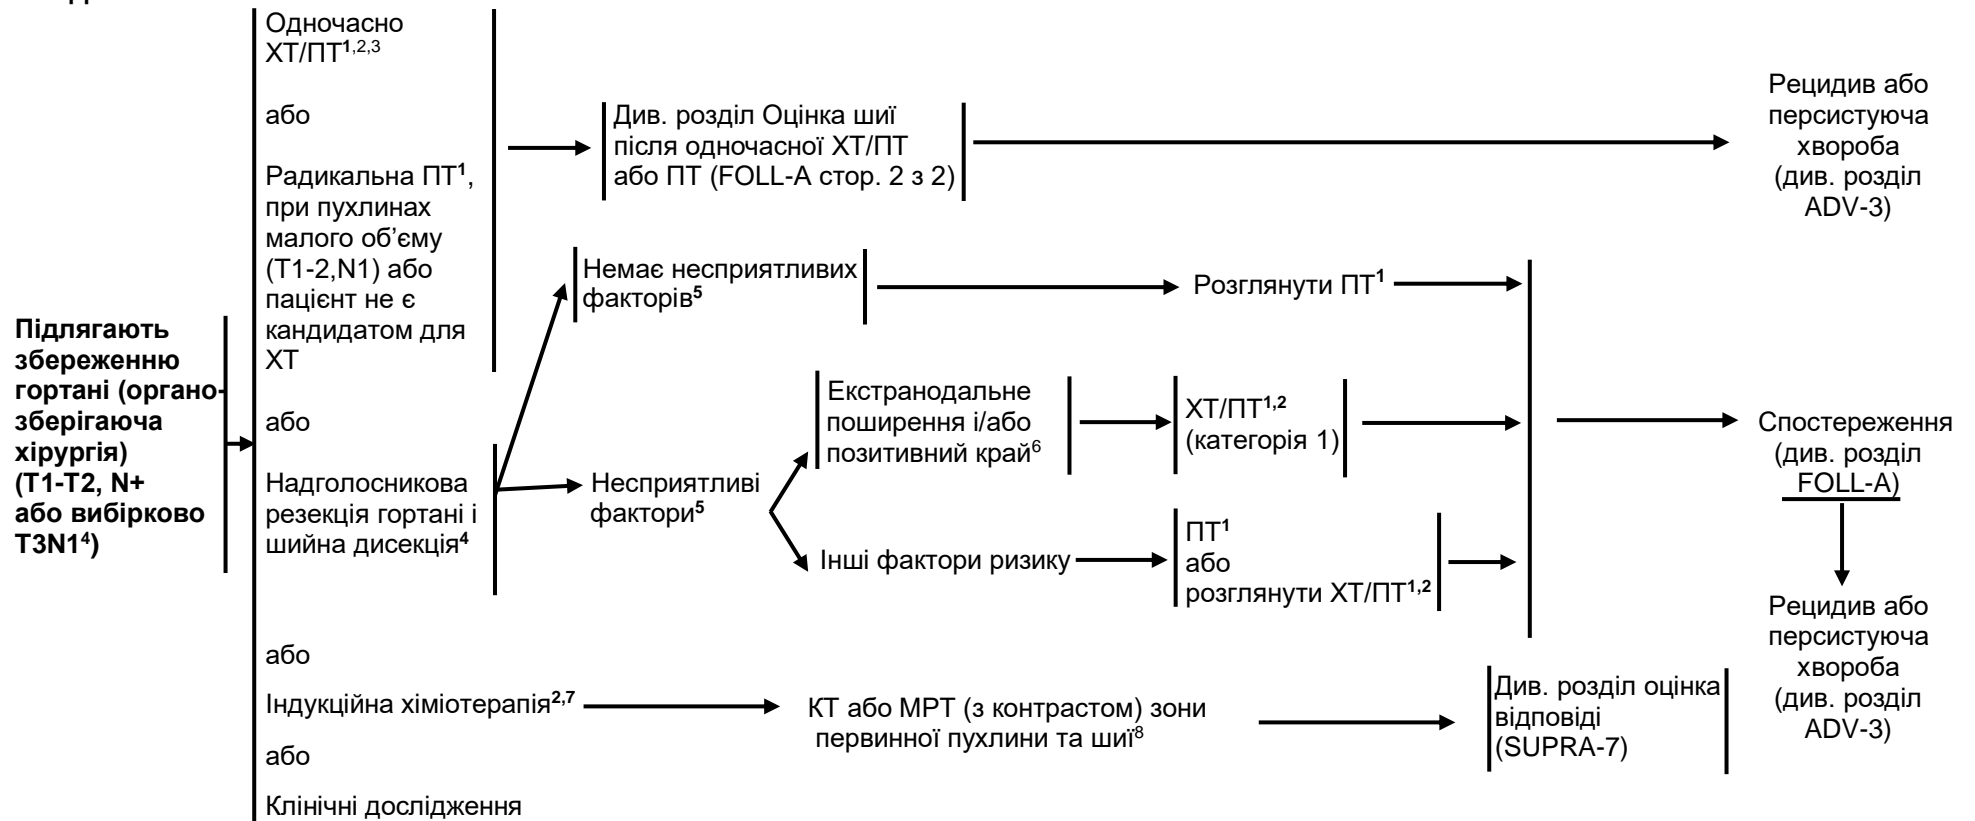 Підлягають
збереженню
гортані (органо-
зберігаюча
хірургія)
(T1-T2, N+
або вибірково
T3N1⁴)
Одночасно
ХТ/ПТ¹,²,³
або
Радикальна ПТ¹,
при пухлинах
малого об’єму
(T1-2,N1) або
пацієнт не є
кандидатом для
ХТ
або
Надголосникова
резекція гортані і
шийна дисекція⁴
або
Індукційна хіміотерапія²,⁷
або
Клінічні дослідження
Див. розділ Оцінка шиї
після одночасної ХТ/ПТ
або ПТ (FOLL-A стор. 2 з 2)
Рецидив або
персистуюча
хвороба
(див. розділ
ADV-3)
Немає несприятливих
факторів⁵
Розглянути ПТ¹
Несприятливі
фактори⁵
Екстранодальне
поширення і/або
позитивний край⁶
ХТ/ПТ¹,²
(категорія 1)
Інші фактори ризику
ПТ¹
або
розглянути ХТ/ПТ¹,²
Спостереження
(див. розділ
FOLL-A)
Рецидив або
персистуюча
хвороба
(див. розділ
ADV-3)
КТ або МРТ (з контрастом) зони
первинної пухлини та шиї⁸
Див. розділ оцінка
відповіді
(SUPRA-7)